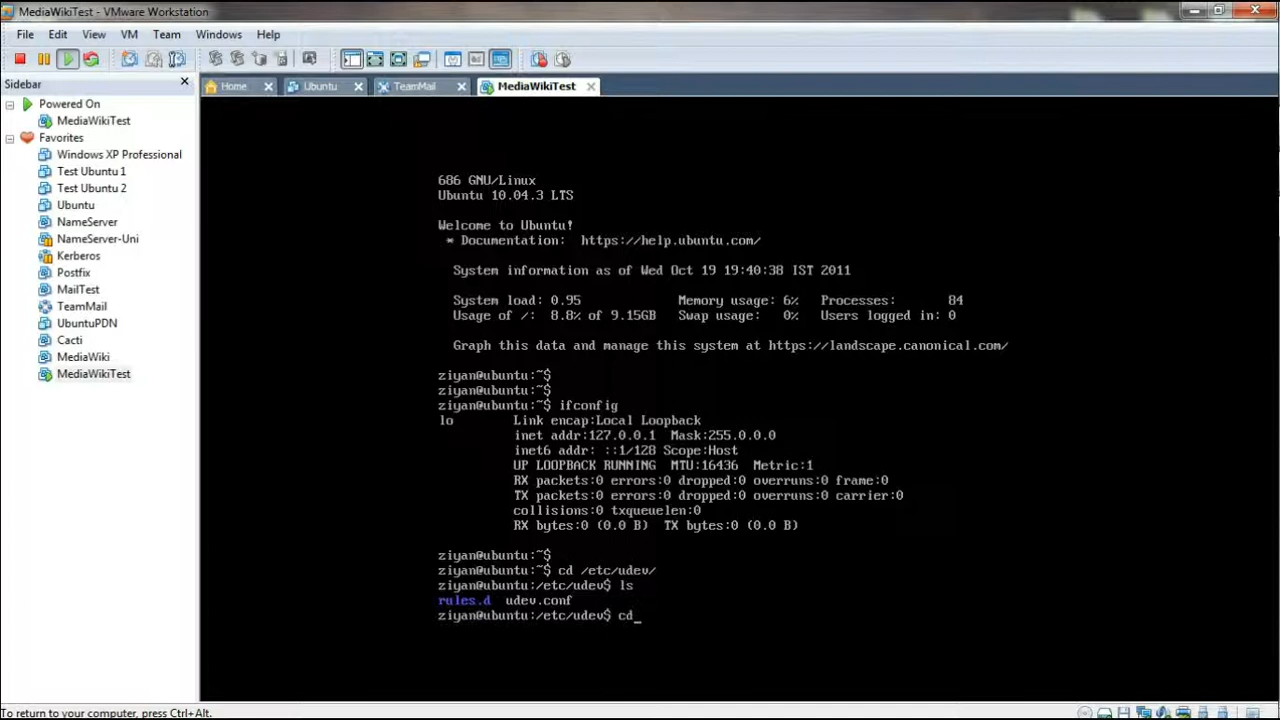 MediaWikiTest - VMware Workstation
File Edit View VM Team Windows Help
Sidebar
Home Ubuntu TeamMail MediaWikiTest
Powered On
MediaWikiTest
Favorites
Windows XP Professional
Test Ubuntu 1
Test Ubuntu 2
Ubuntu
NameServer
NameServer-Uni
Kerberos
Postfix
MailTest
TeamMail
UbuntuPDN
Cacti
MediaWiki
MediaWikiTest
686 GNU/Linux
Ubuntu 10.04.3 LTS
Welcome to Ubuntu!
* Documentation: https://help.ubuntu.com/
System information as of Wed Oct 19 19:40:38 IST 2011
System load: 0.95 Memory usage: 6% Processes: 84
Usage of /: 8.8% of 9.15GB Swap usage: 0% Users logged in: 0
Graph this data and manage this system at https://landscape.canonical.com/
ziyan@ubuntu:~$
ziyan@ubuntu:~$
ziyan@ubuntu:~$ ifconfig
lo Link encap:Local Loopback
inet addr:127.0.0.1 Mask:255.0.0.0
inet6 addr: ::1/128 Scope:Host
UP LOOPBACK RUNNING MTU:16436 Metric:1
RX packets:0 errors:0 dropped:0 overruns:0 frame:0
TX packets:0 errors:0 dropped:0 overruns:0 carrier:0
collisions:0 txqueuelen:0
RX bytes:0 (0.0 B) TX bytes:0 (0.0 B)
ziyan@ubuntu:~$
ziyan@ubuntu:~$ cd /etc/udev/
ziyan@ubuntu:/etc/udev$ ls
rules.d udev.conf
ziyan@ubuntu:/etc/udev$ cd_
To return to your computer, press Ctrl+Alt.